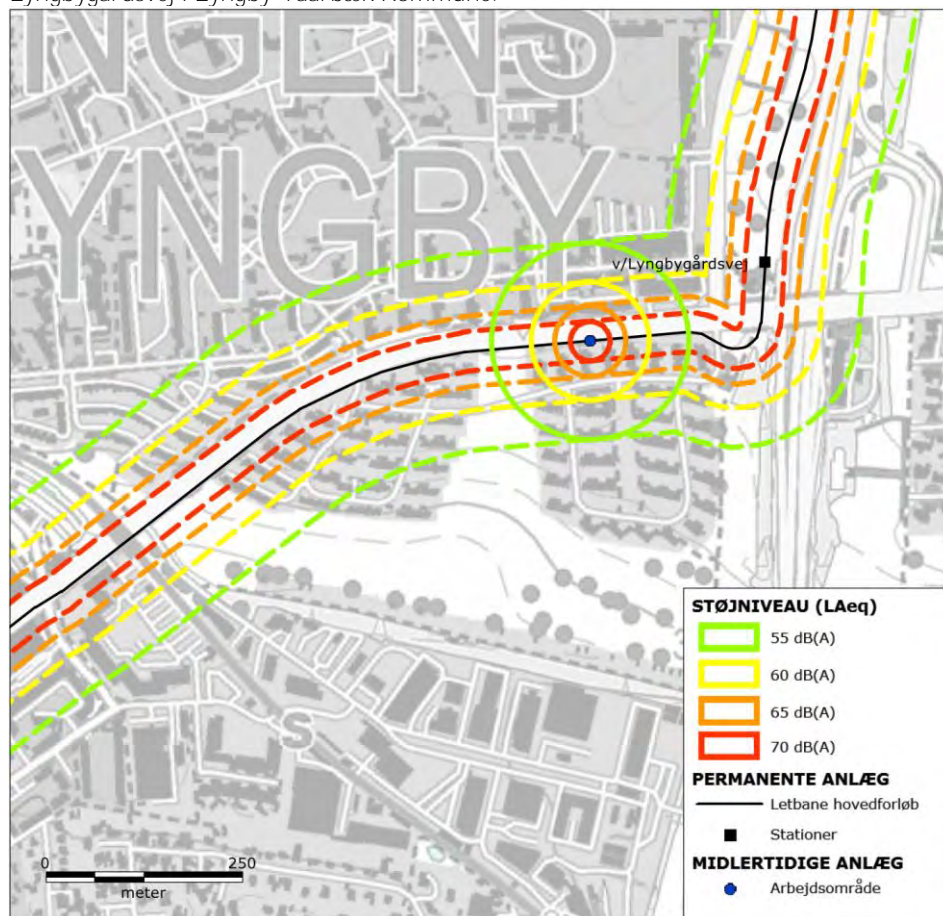 Lyngbygårdsvej i Lyngby-Taarbæk Kommune.
NGENS
YNGBY
v/Lyngbygårdsvej
S
0 250
meter
STØJNIVEAU (LAeq)
55 dB(A)
60 dB(A)
65 dB(A)
70 dB(A)
PERMANENTE ANLÆG
Letbane hovedforløb
Stationer
MIDLERTIDIGE ANLÆG
Arbejdsområde